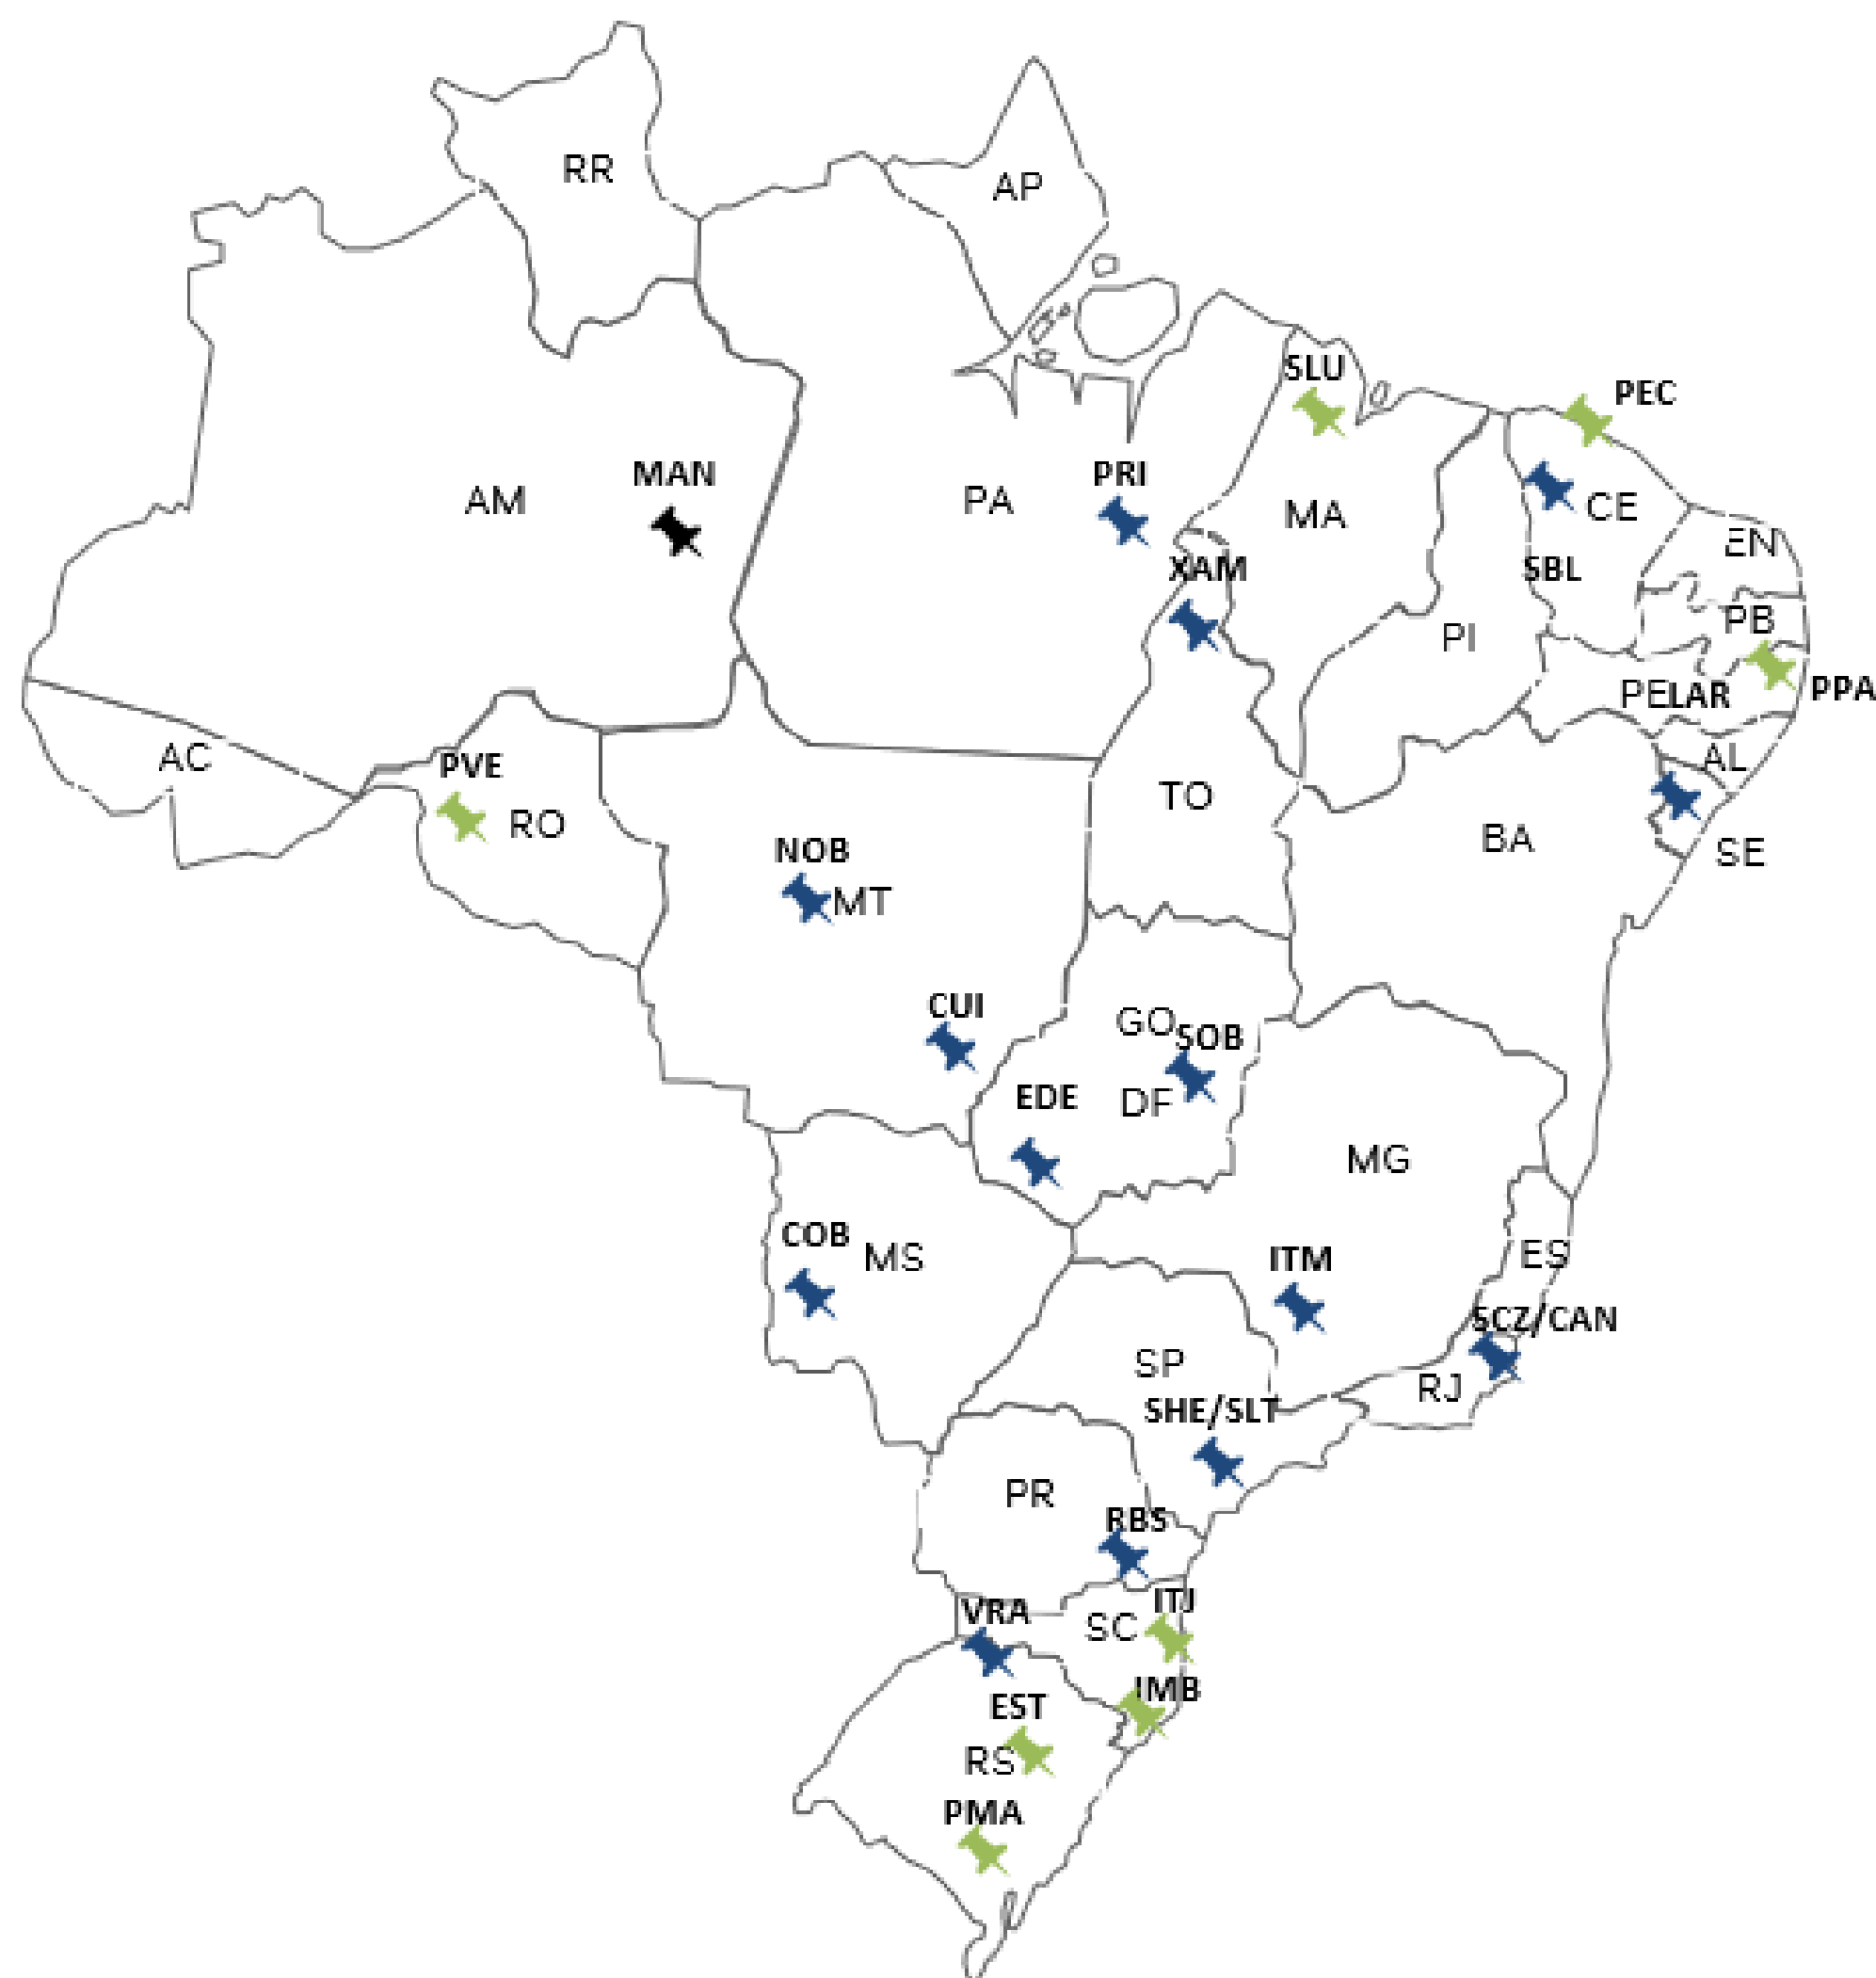 RR
AP
SLU
PEC
MAN
PRI
AM
PA
MA
CE
EN
XAM
SBL
PB
PI
PELAR
PPA
AC
PVE
AL
TO
RO
BA
NOB
SE
MT
CUI
GO
SOB
EDE
DF
MG
COB
MS
ITM
ES
SCZ/CAN
SP
RJ
SHE/SLT
PR
RBS
ITJ
VRA
SC
IMB
EST
RS
PMA